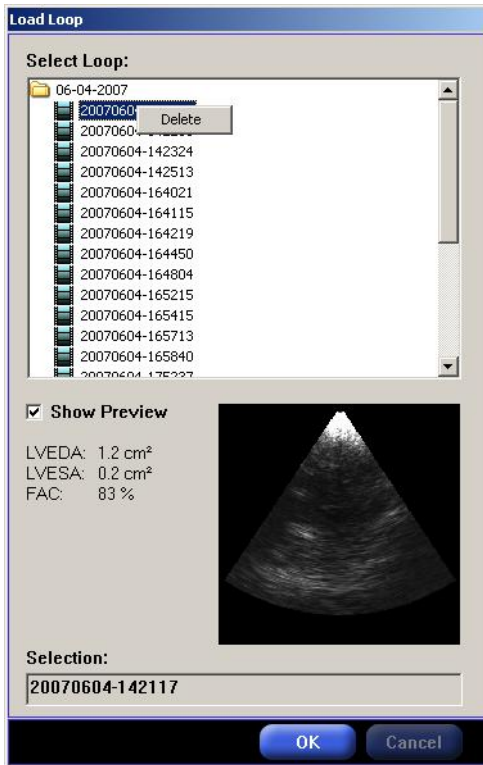 Load Loop
Select Loop:
06-04-2007
Delete
20070604-142324
20070604-142513
20070604-164021
20070604-164115
20070604-164219
20070604-164450
20070604-164804
20070604-165215
20070604-165415
20070604-165713
20070604-165840
Show Preview
LVEDA: 1.2 cm²
LVESA: 0.2 cm²
FAC: 83 %
Selection:
20070604-142117
OK
Cancel